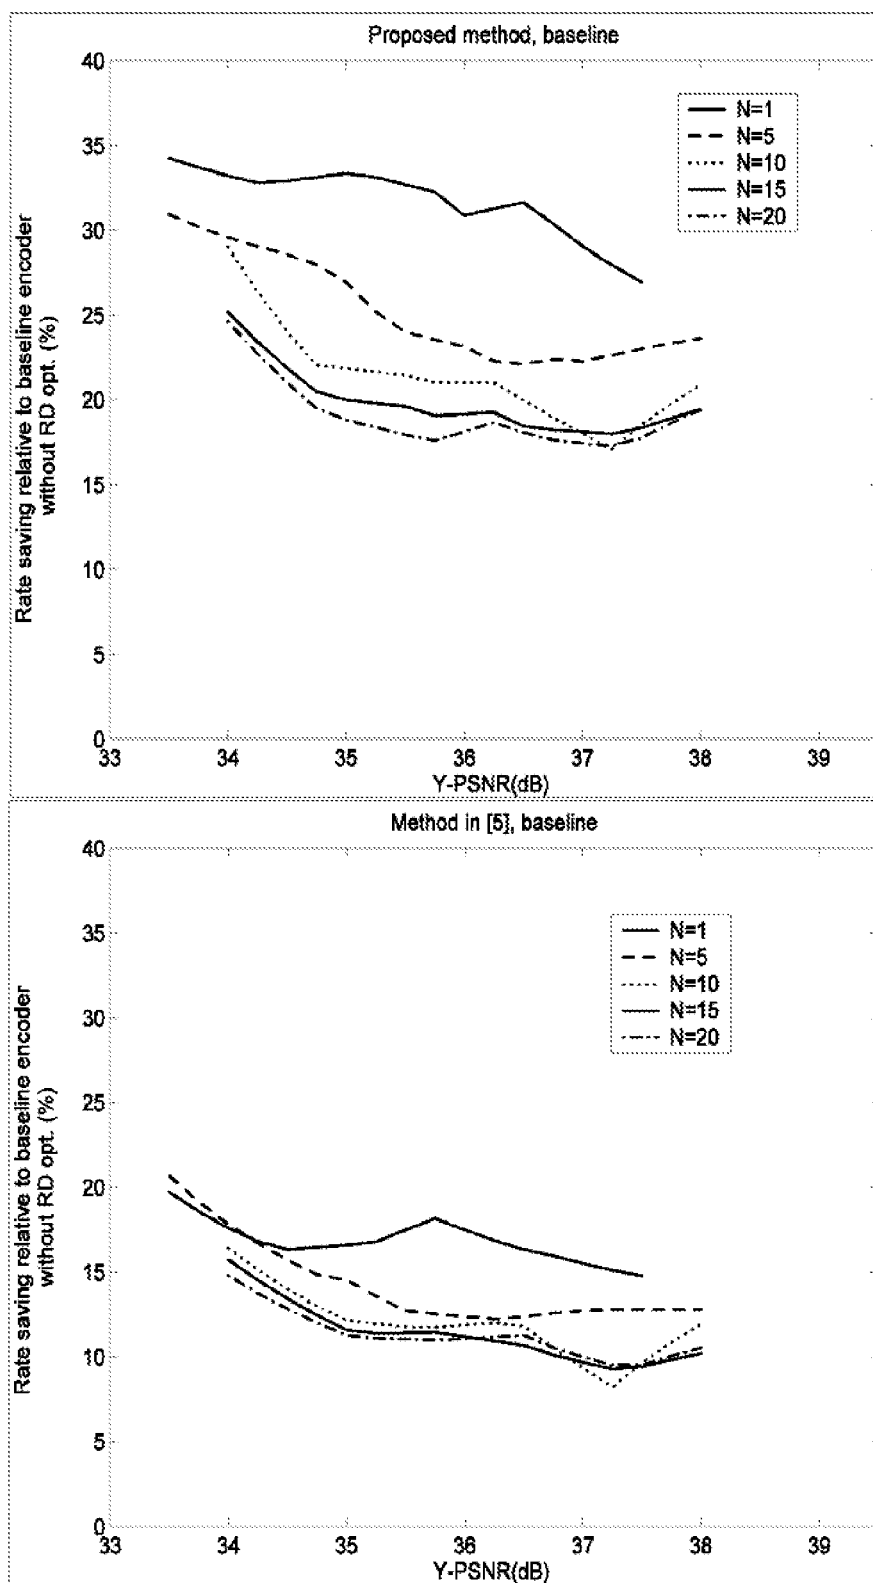 Proposed method, baseline
40
35
30
25
20
15
10
5
0
N=1
N=5
N=10
N=15
N=20
Rate saving relative to baseline encoder
without RD opt. (%)
33 34 35 36 37 38 39
Y-PSNR(dB)
Method in [5], baseline
40
35
30
25
20
15
10
5
0
N=1
N=5
N=10
N=15
N=20
Rate saving relative to baseline encoder
without RD opt. (%)
33 34 35 36 37 38 39
Y-PSNR(dB)